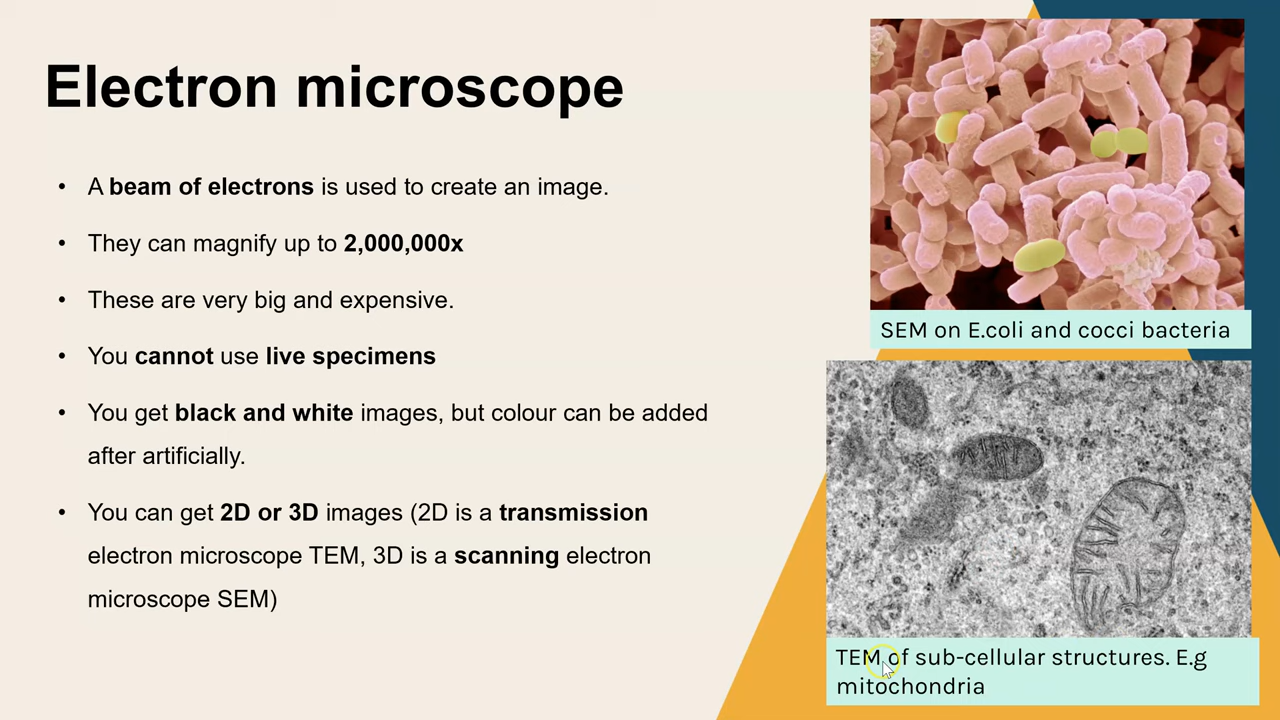 Electron microscope
• A beam of electrons is used to create an image.
• They can magnify up to 2,000,000x
• These are very big and expensive.
• You cannot use live specimens
• You get black and white images, but colour can be added
after artificially.
• You can get 2D or 3D images (2D is a transmission
electron microscope TEM, 3D is a scanning electron
microscope SEM)
SEM on E.coli and cocci bacteria
TEM of sub-cellular structures. E.g
mitochondria